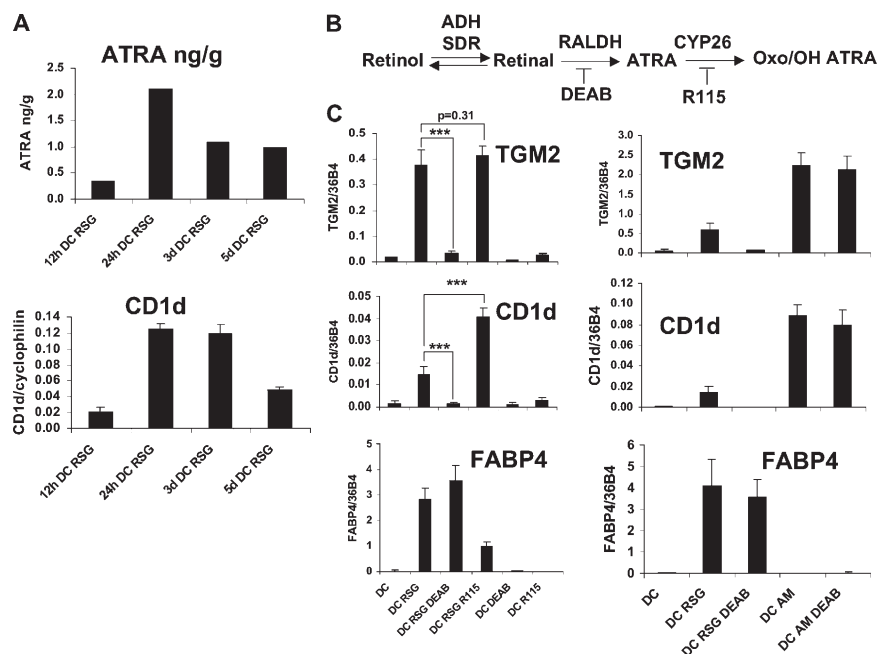 A
ATRA ng/g
ATRA ng/g
2.5
2.0
1.5
1.0
0.5
0.0
12h DC RSG
24h DC RSG
3d DC RSG
5d DC RSG
CD1d
CD1d/cyclophilin
0.14
0.12
0.10
0.08
0.06
0.04
0.02
0.00
12h DC RSG
24h DC RSG
3d DC RSG
5d DC RSG
B
ADH
SDR
RALDH
CYP26
Retinol
Retinal
ATRA
Oxo/OH ATRA
DEAB
R115
C
p=0.31
***
TGM2
TGM2/36B4
0.5
0.4
0.3
0.2
0.1
0.0
TGM2
TGM2/36B4
3.0
2.5
2.0
1.5
1.0
0.5
0.0
***
***
CD1d
CD1d/36B4
0.05
0.04
0.03
0.02
0.01
0.00
CD1d
CD1d/36B4
0.12
0.10
0.08
0.06
0.04
0.02
0.00
FABP4
FABP4/36B4
5
4
3
2
1
0
DC
DC RSG
DC RSG DEAB
DC RSG R115
DC DEAB
DC R115
FABP4
FABP4/36B4
6
5
4
3
2
1
0
DC
DC RSG
DC RSG DEAB
DC AM
DC AM DEAB